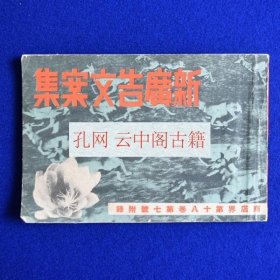 新廣告文案集
孔网 云中阁古籍
商店界第十八卷第七號附錄